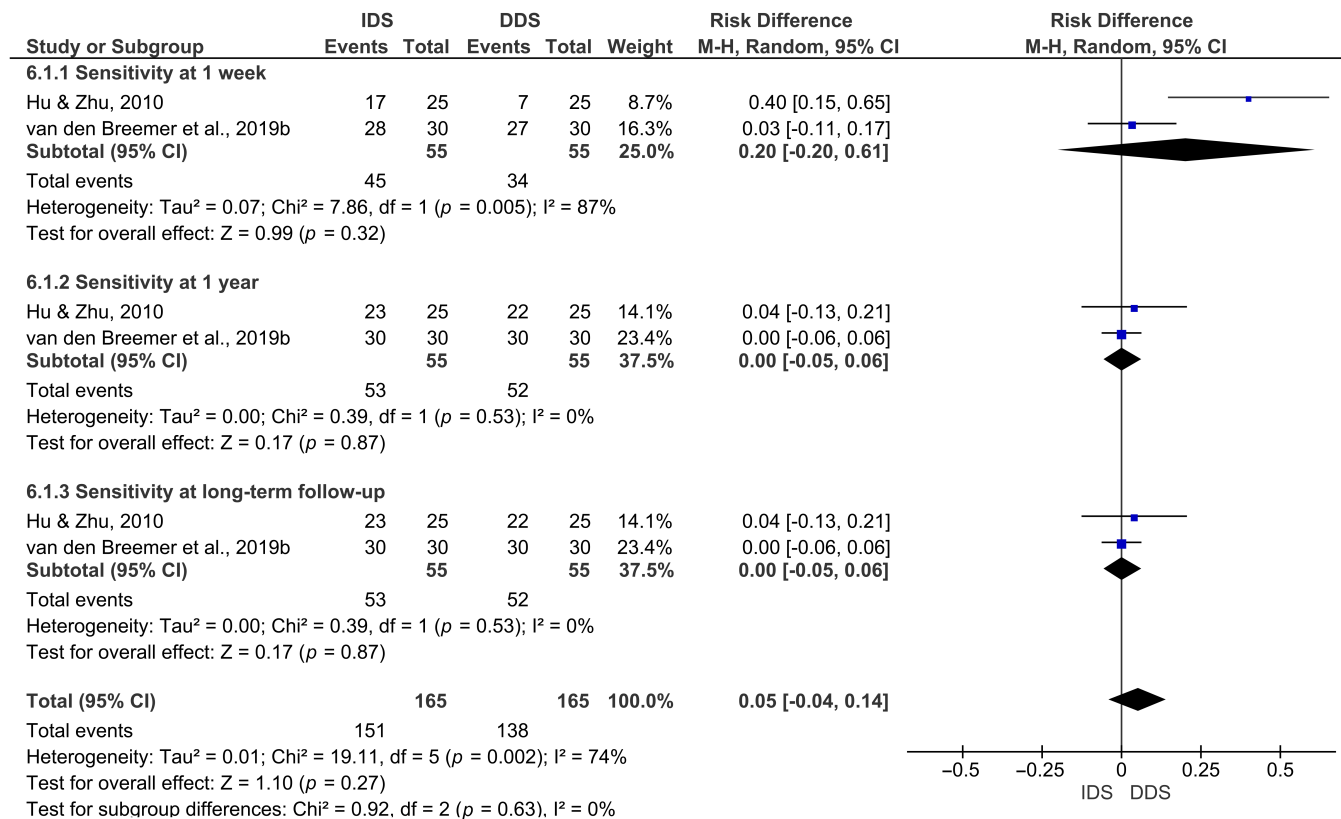 IDS DDS Risk Difference Risk Difference
Study or Subgroup Events Total Events Total Weight M-H, Random, 95% CI M-H, Random, 95% CI
6.1.1 Sensitivity at 1 week
Hu & Zhu, 2010 17 25 7 25 8.7% 0.40 [0.15, 0.65]
van den Breemer et al., 2019b 28 30 27 30 16.3% 0.03 [-0.11, 0.17]
Subtotal (95% CI) 55 55 25.0% 0.20 [-0.20, 0.61]
Total events 45 34
Heterogeneity: Tau² = 0.07; Chi² = 7.86, df = 1 (p = 0.005); I² = 87%
Test for overall effect: Z = 0.99 (p = 0.32)
6.1.2 Sensitivity at 1 year
Hu & Zhu, 2010 23 25 22 25 14.1% 0.04 [-0.13, 0.21]
van den Breemer et al., 2019b 30 30 30 30 23.4% 0.00 [-0.06, 0.06]
Subtotal (95% CI) 55 55 37.5% 0.00 [-0.05, 0.06]
Total events 53 52
Heterogeneity: Tau² = 0.00; Chi² = 0.39, df = 1 (p = 0.53); I² = 0%
Test for overall effect: Z = 0.17 (p = 0.87)
6.1.3 Sensitivity at long-term follow-up
Hu & Zhu, 2010 23 25 22 25 14.1% 0.04 [-0.13, 0.21]
van den Breemer et al., 2019b 30 30 30 30 23.4% 0.00 [-0.06, 0.06]
Subtotal (95% CI) 55 55 37.5% 0.00 [-0.05, 0.06]
Total events 53 52
Heterogeneity: Tau² = 0.00; Chi² = 0.39, df = 1 (p = 0.53); I² = 0%
Test for overall effect: Z = 0.17 (p = 0.87)
Total (95% CI) 165 165 100.0% 0.05 [-0.04, 0.14]
Total events 151 138
Heterogeneity: Tau² = 0.01; Chi² = 19.11, df = 5 (p = 0.002); I² = 74%
Test for overall effect: Z = 1.10 (p = 0.27)
Test for subgroup differences: Chi² = 0.92, df = 2 (p = 0.63), I² = 0%
−0.5 −0.25 0 0.25 0.5
IDS DDS